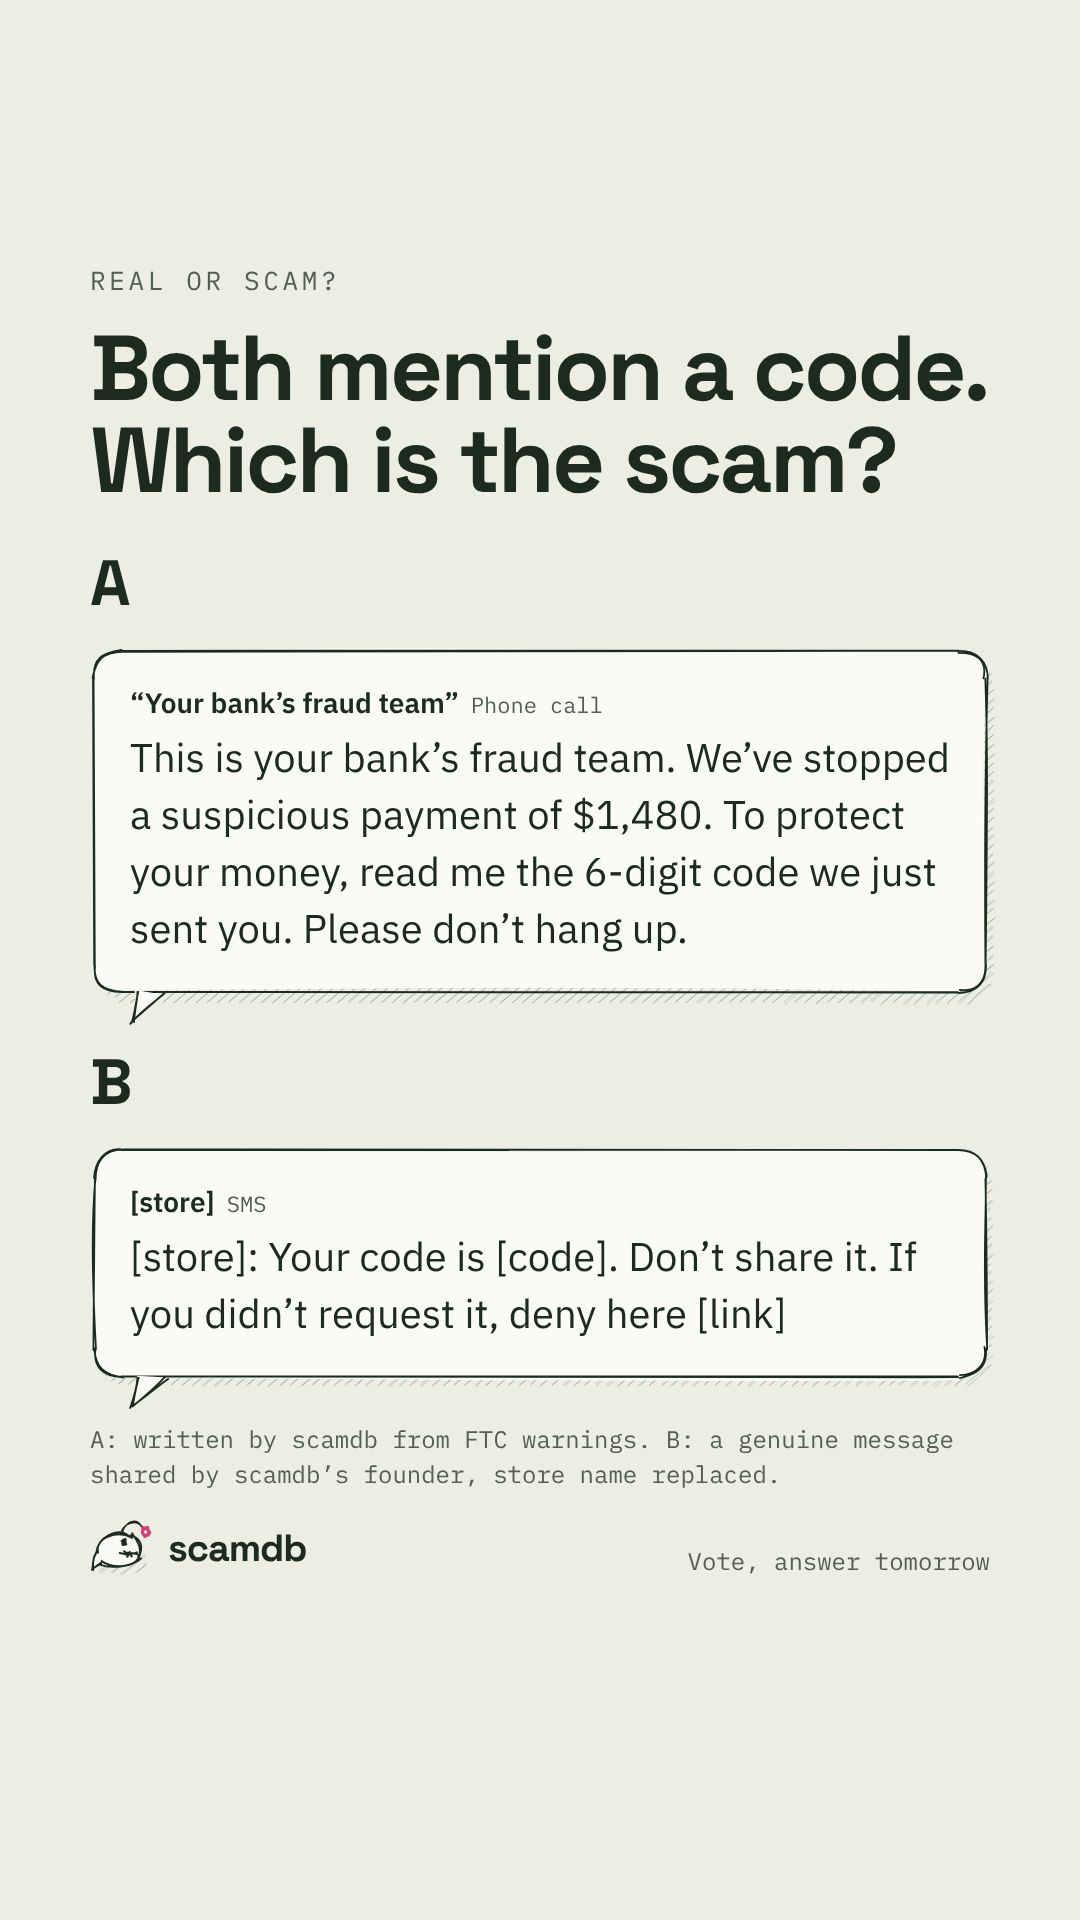 REAL OR SCAM?
Both mention a code.
Which is the scam?
A
“Your bank’s fraud team” Phone call
This is your bank’s fraud team. We’ve stopped
a suspicious payment of $1,480. To protect
your money, read me the 6-digit code we just
sent you. Please don’t hang up.
B
[store] SMS
[store]: Your code is [code]. Don’t share it. If
you didn’t request it, deny here [link]
A: written by scamdb from FTC warnings. B: a genuine message
shared by scamdb’s founder, store name replaced.
scamdb
Vote, answer tomorrow